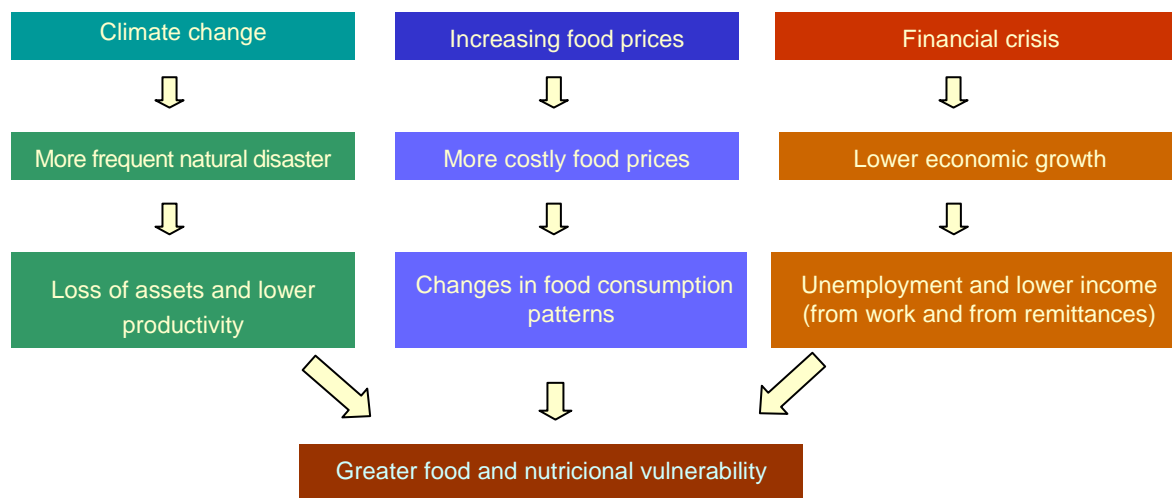 Climate change
Increasing food prices
Financial crisis
More frequent natural disaster
More costly food prices
Lower economic growth
Loss of assets and lower
productivity
Changes in food consumption
patterns
Unemployment and lower income
(from work and from remittances)
Greater food and nutricional vulnerability